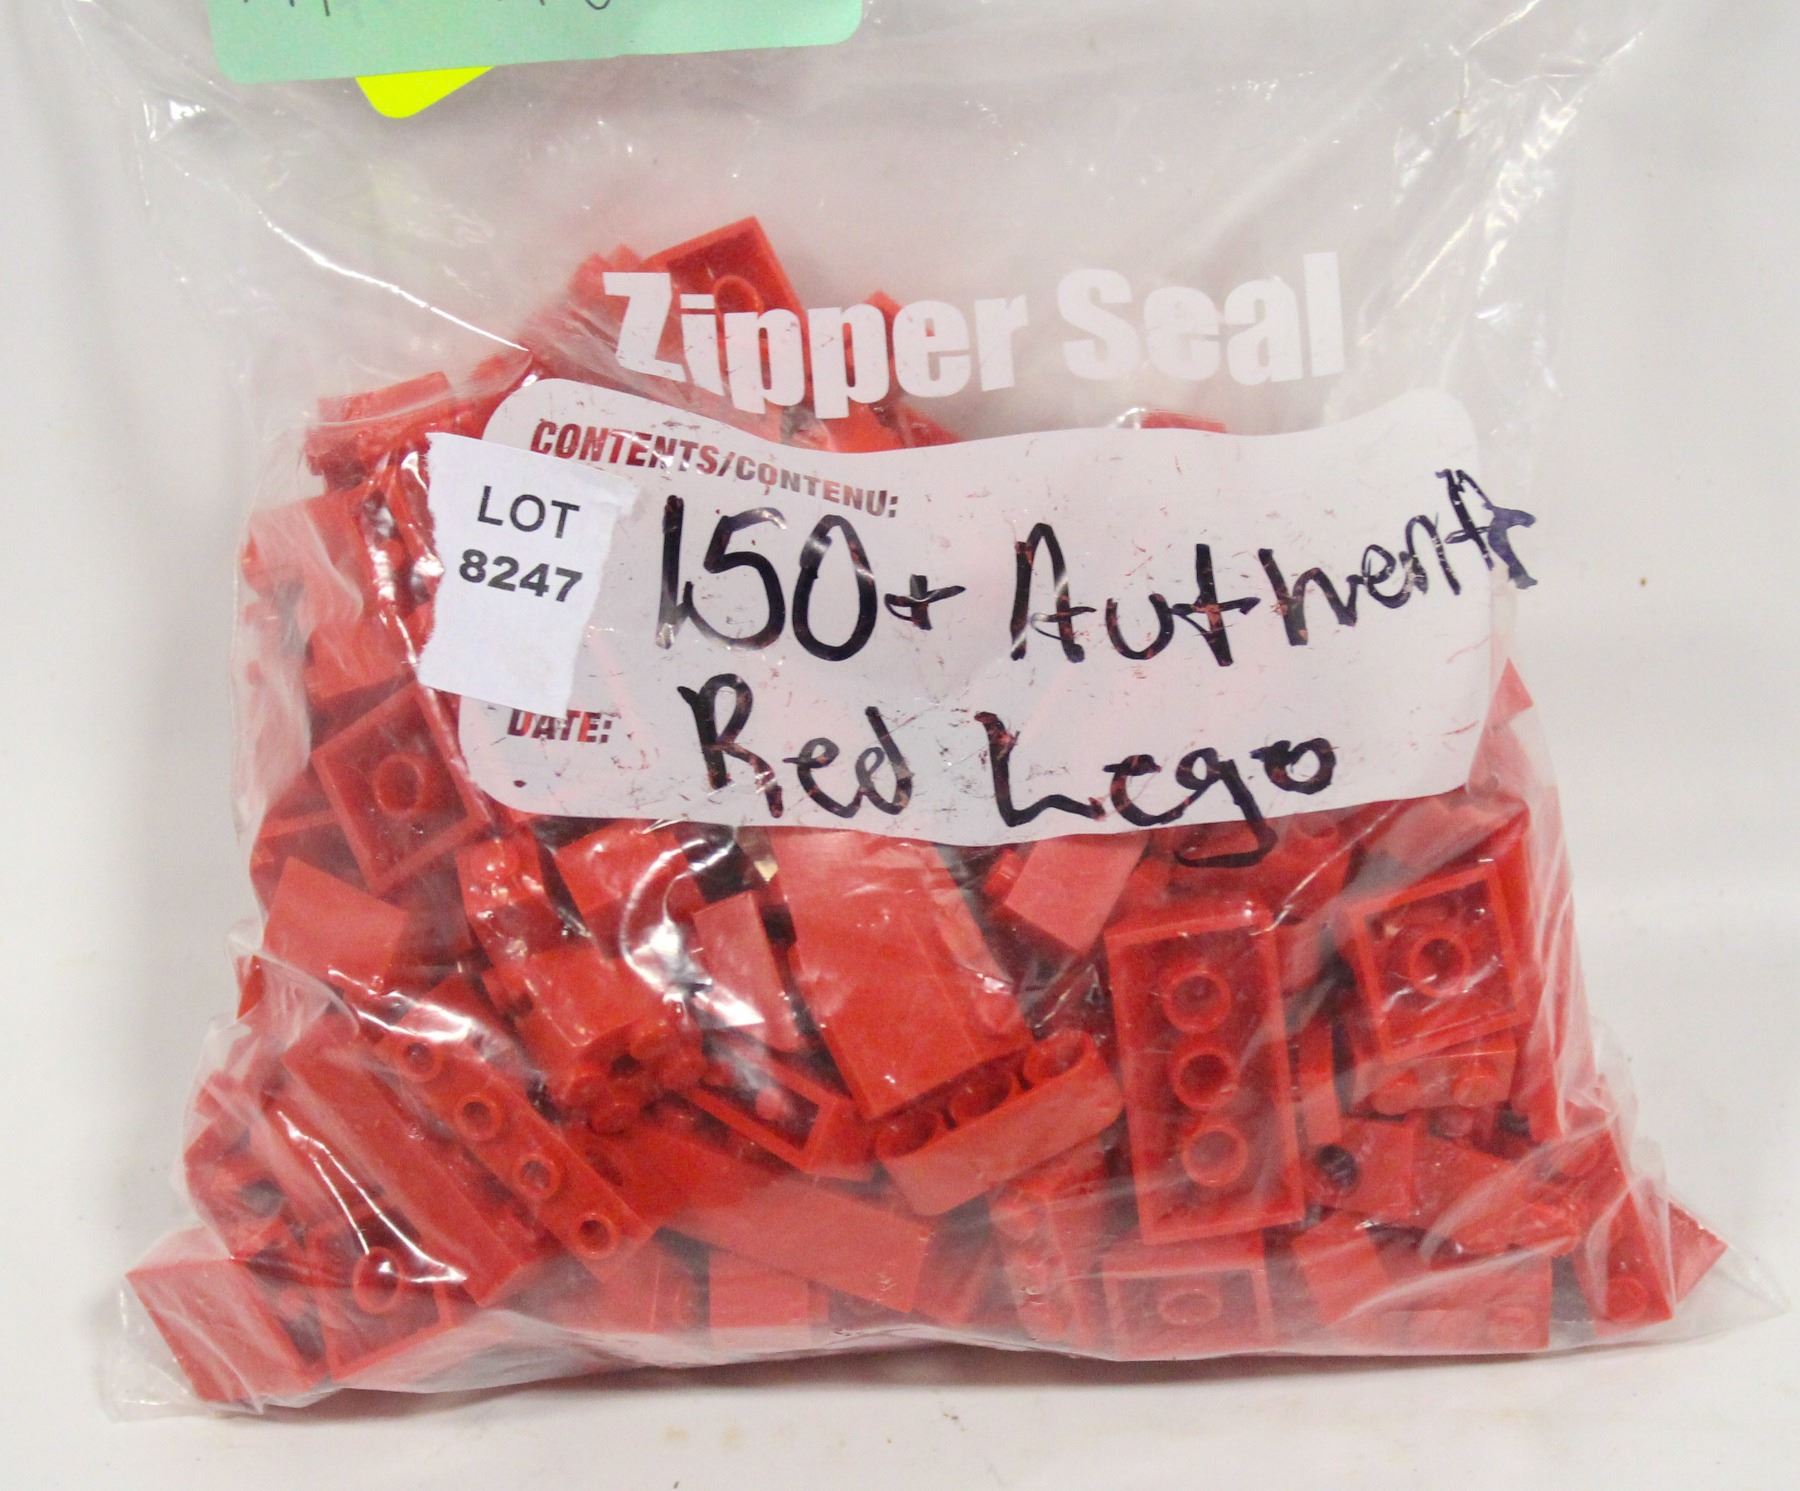 Zipper Seal
CONTENTS/CONTENU:
LOT
8247
150+ Authent
Red Lego
DATE: